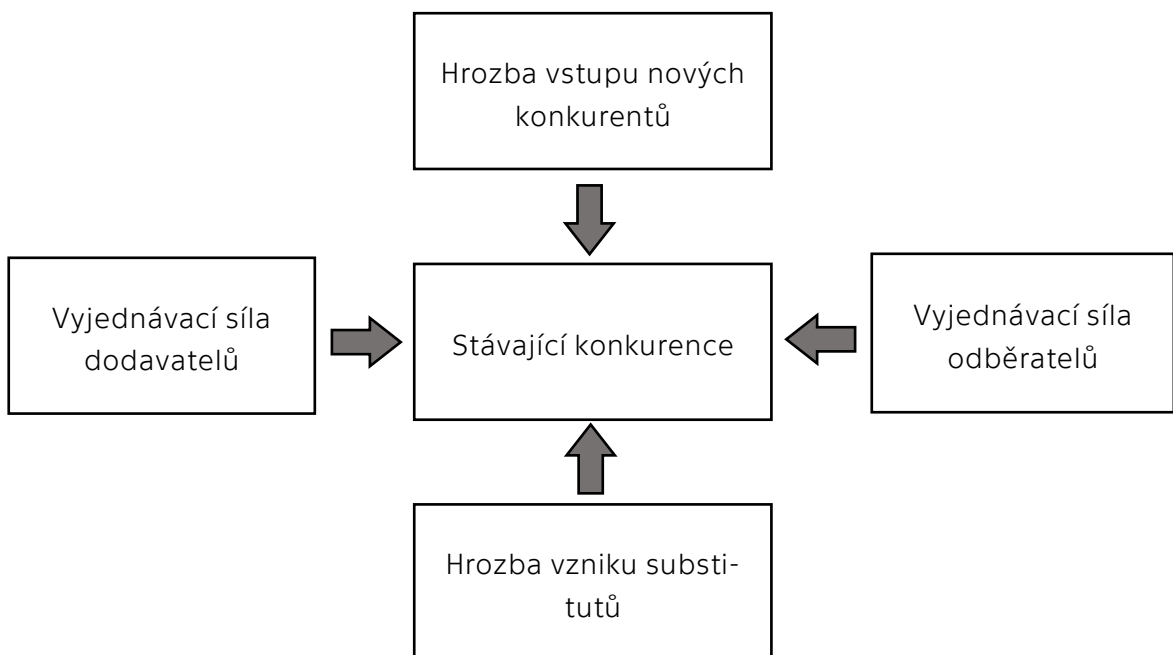 Hrozba vstupu nových
konkurentů
Vyjednávací síla
dodavatelů
Stávající konkurence
Vyjednávací síla
odběratelů
Hrozba vzniku substi-
tutů